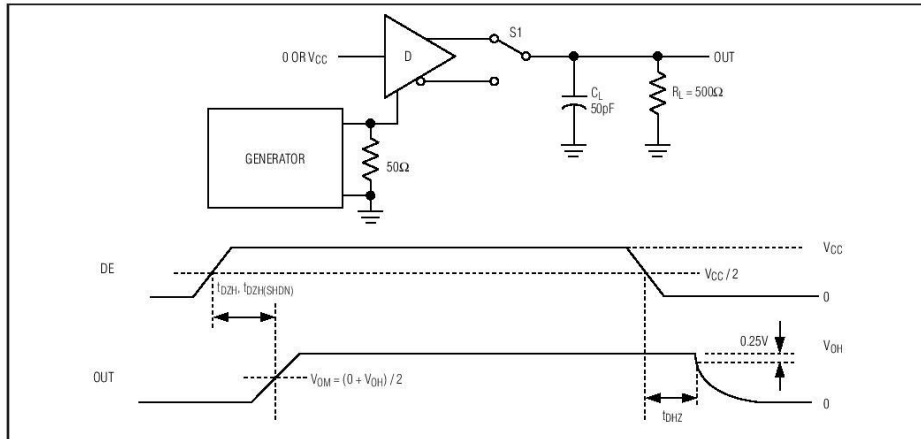 S1
0 OR VCC
D
OUT
CL
50pF
RL = 500Ω
GENERATOR
50Ω
VCC
DE
VCC / 2
tDZH, tDZH(SHDN)
0
0.25V
VOH
OUT
VOM = (0 + VOH) / 2
0
tDHZ